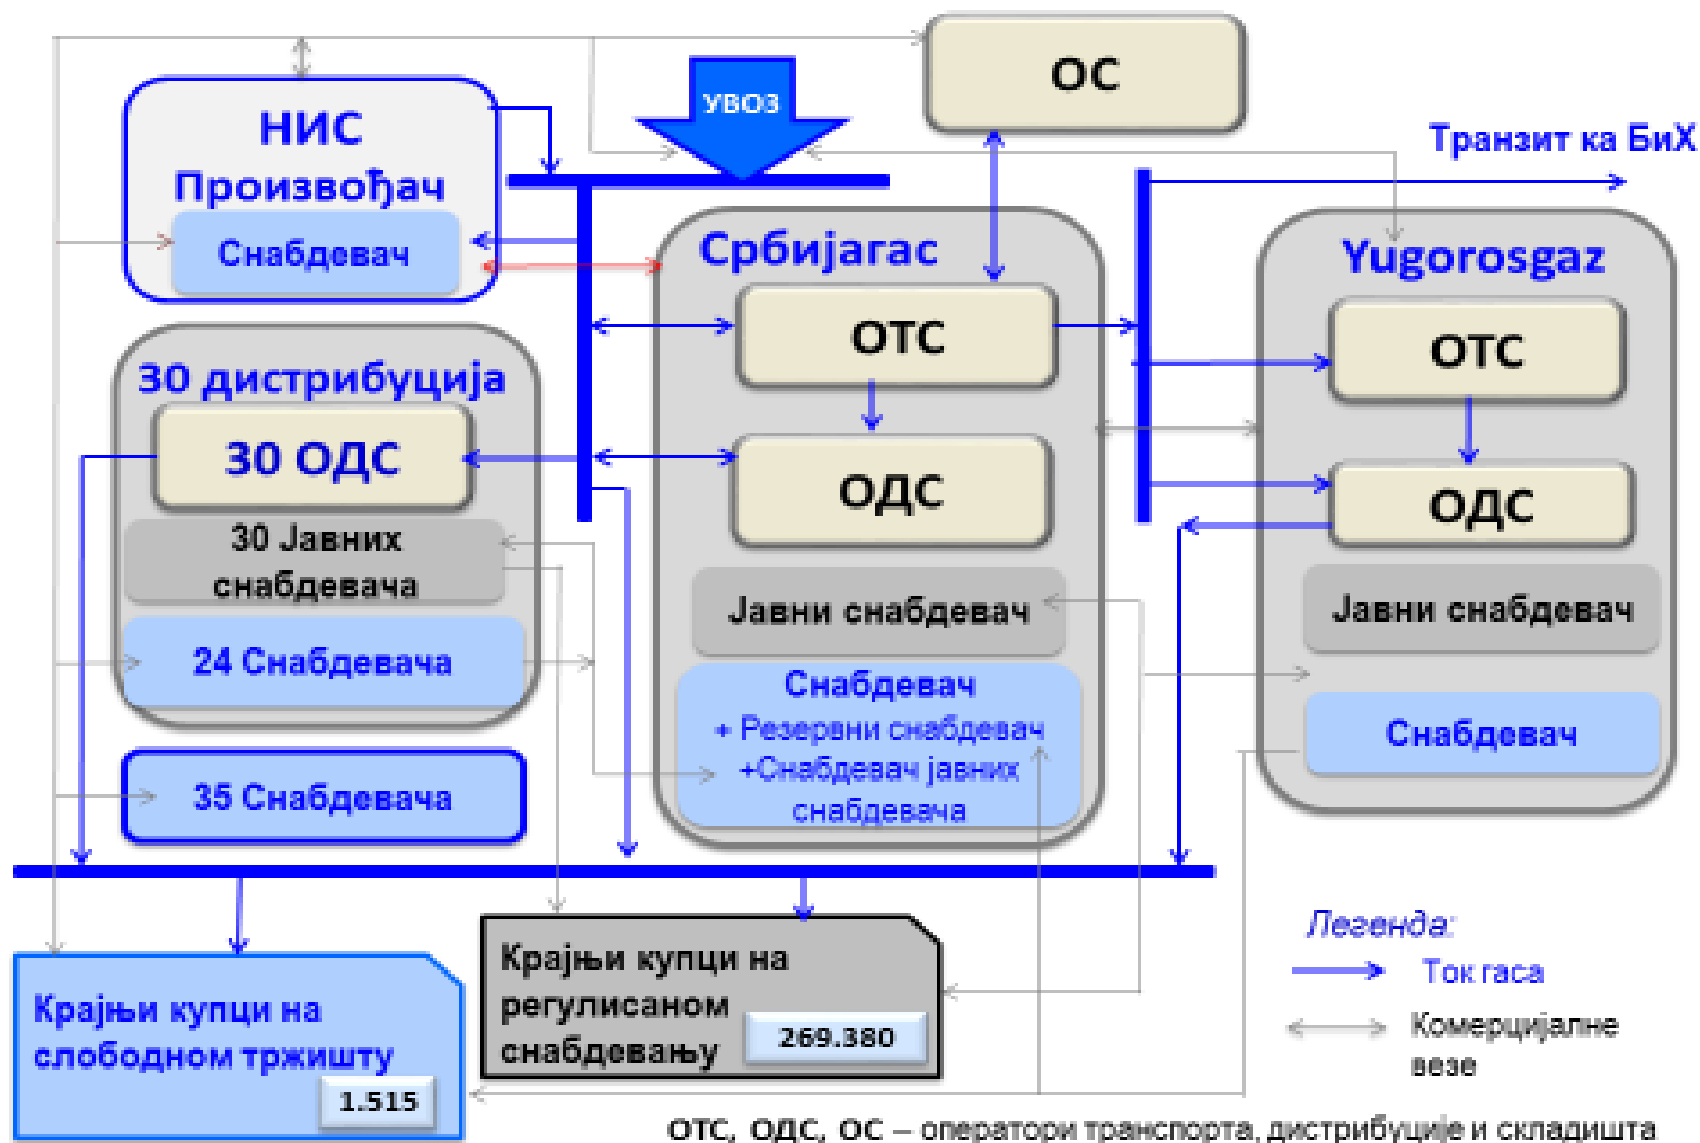 ОС
УВОЗ
НИС
Произвођач
Снабдевач
Транзит ка БиХ
Србијагас
ОТС
ОДС
Јавни снабдевач
Снабдевач
+ Резервни снабдевач
+Снабдевач јавних
снабдевача
Yugorosgaz
ОТС
ОДС
Јавни снабдевач
Снабдевач
30 дистрибуција
30 ОДС
30 Јавних
снабдевача
24 Снабдевача
35 Снабдевача
Крајњи купци на
слободном тржишту
1.515
Крајњи купци на
регулисаном
снабдевању
269.380
Легенда:
Ток гаса
Комерцијалне
везе
ОТС, ОДС, ОС – оператори транспорта, дистрибуције и складишта